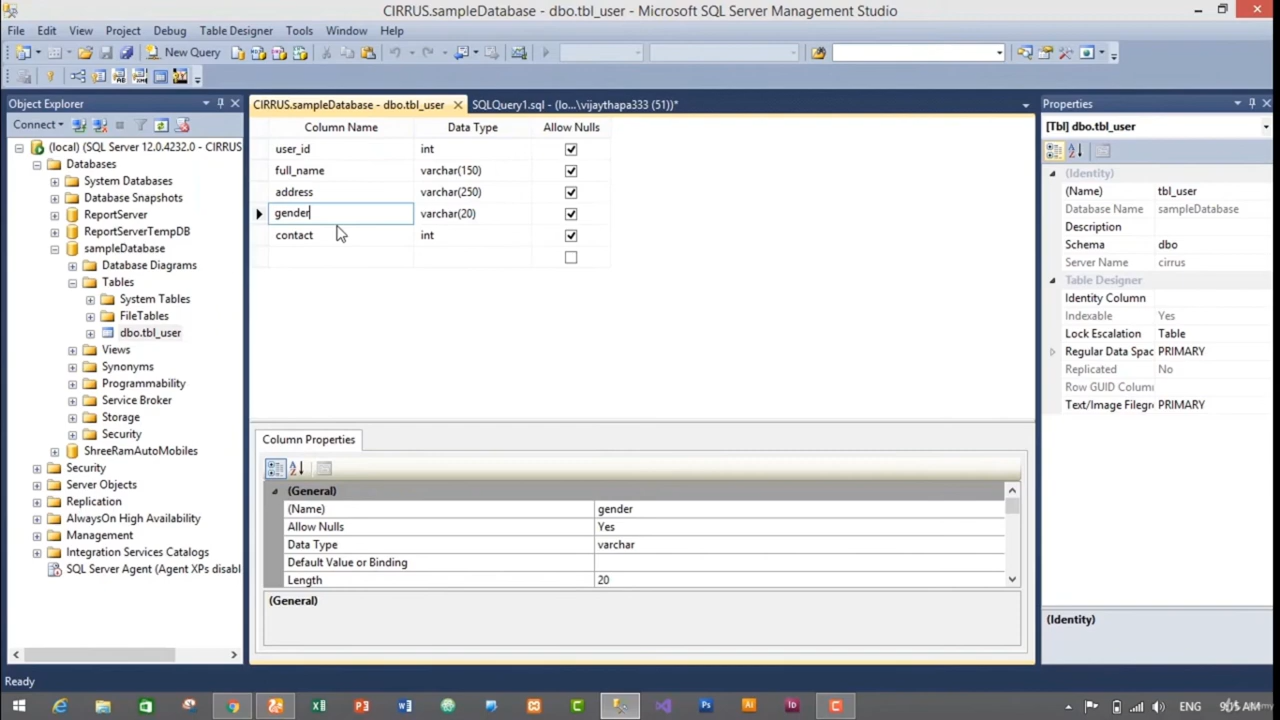 CIRRUS.sampleDatabase - dbo.tbl_user - Microsoft SQL Server Management Studio
File Edit View Project Debug Table Designer Tools Window Help
New Query
Object Explorer
CIRRUS.sampleDatabase - dbo.tbl_user
SQLQuery1.sql - (lo...\vijaythapa333 (51))*
Properties
Connect
Column Name Data Type Allow Nulls
[Tbl] dbo.tbl_user
(local) (SQL Server 12.0.4232.0 - CIRRUS
Databases
System Databases
Database Snapshots
ReportServer
ReportServerTempDB
sampleDatabase
Database Diagrams
Tables
System Tables
FileTables
dbo.tbl_user
Views
Synonyms
Programmability
Service Broker
Storage
Security
ShreeRamAutoMobiles
Security
Server Objects
Replication
AlwaysOn High Availability
Management
Integration Services Catalogs
SQL Server Agent (Agent XPs disabl
user_id int
full_name varchar(150)
address varchar(250)
gender varchar(20)
contact int
Column Properties
(General)
(Name) gender
Allow Nulls Yes
Data Type varchar
Default Value or Binding
Length 20
(General)
(Identity)
(Name) tbl_user
Database Name sampleDatabase
Description
Schema dbo
Server Name cirrus
Table Designer
Identity Column
Indexable Yes
Lock Escalation Table
Regular Data Spac PRIMARY
Replicated No
Row GUID Colum
Text/Image Filegr PRIMARY
(Identity)
Ready
ENG